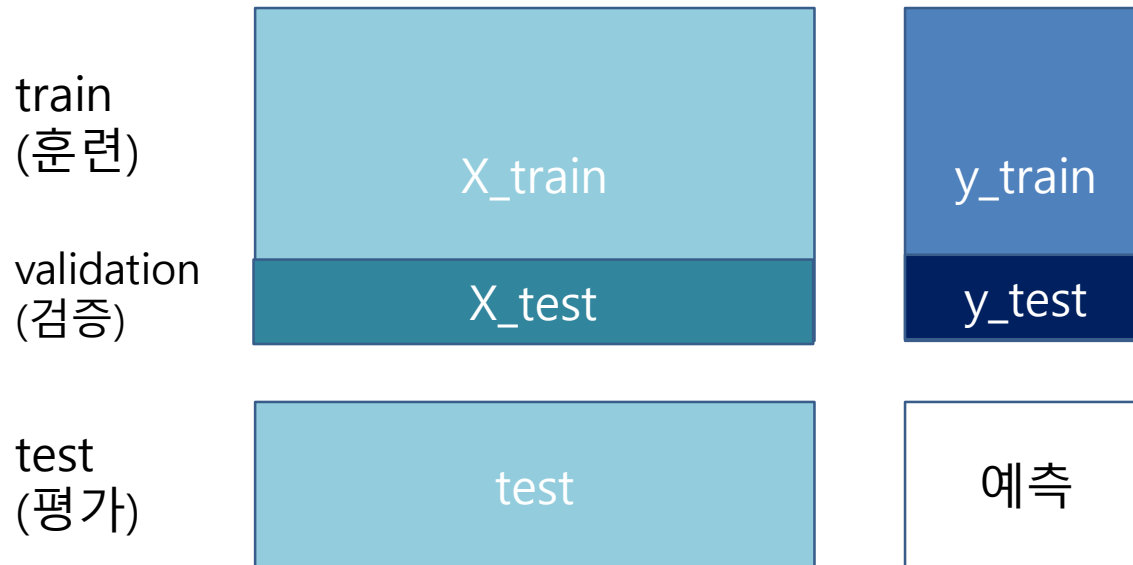 train
(훈련)
X_train
y_train
validation
(검증)
X_test
y_test
test
(평가)
test
예측